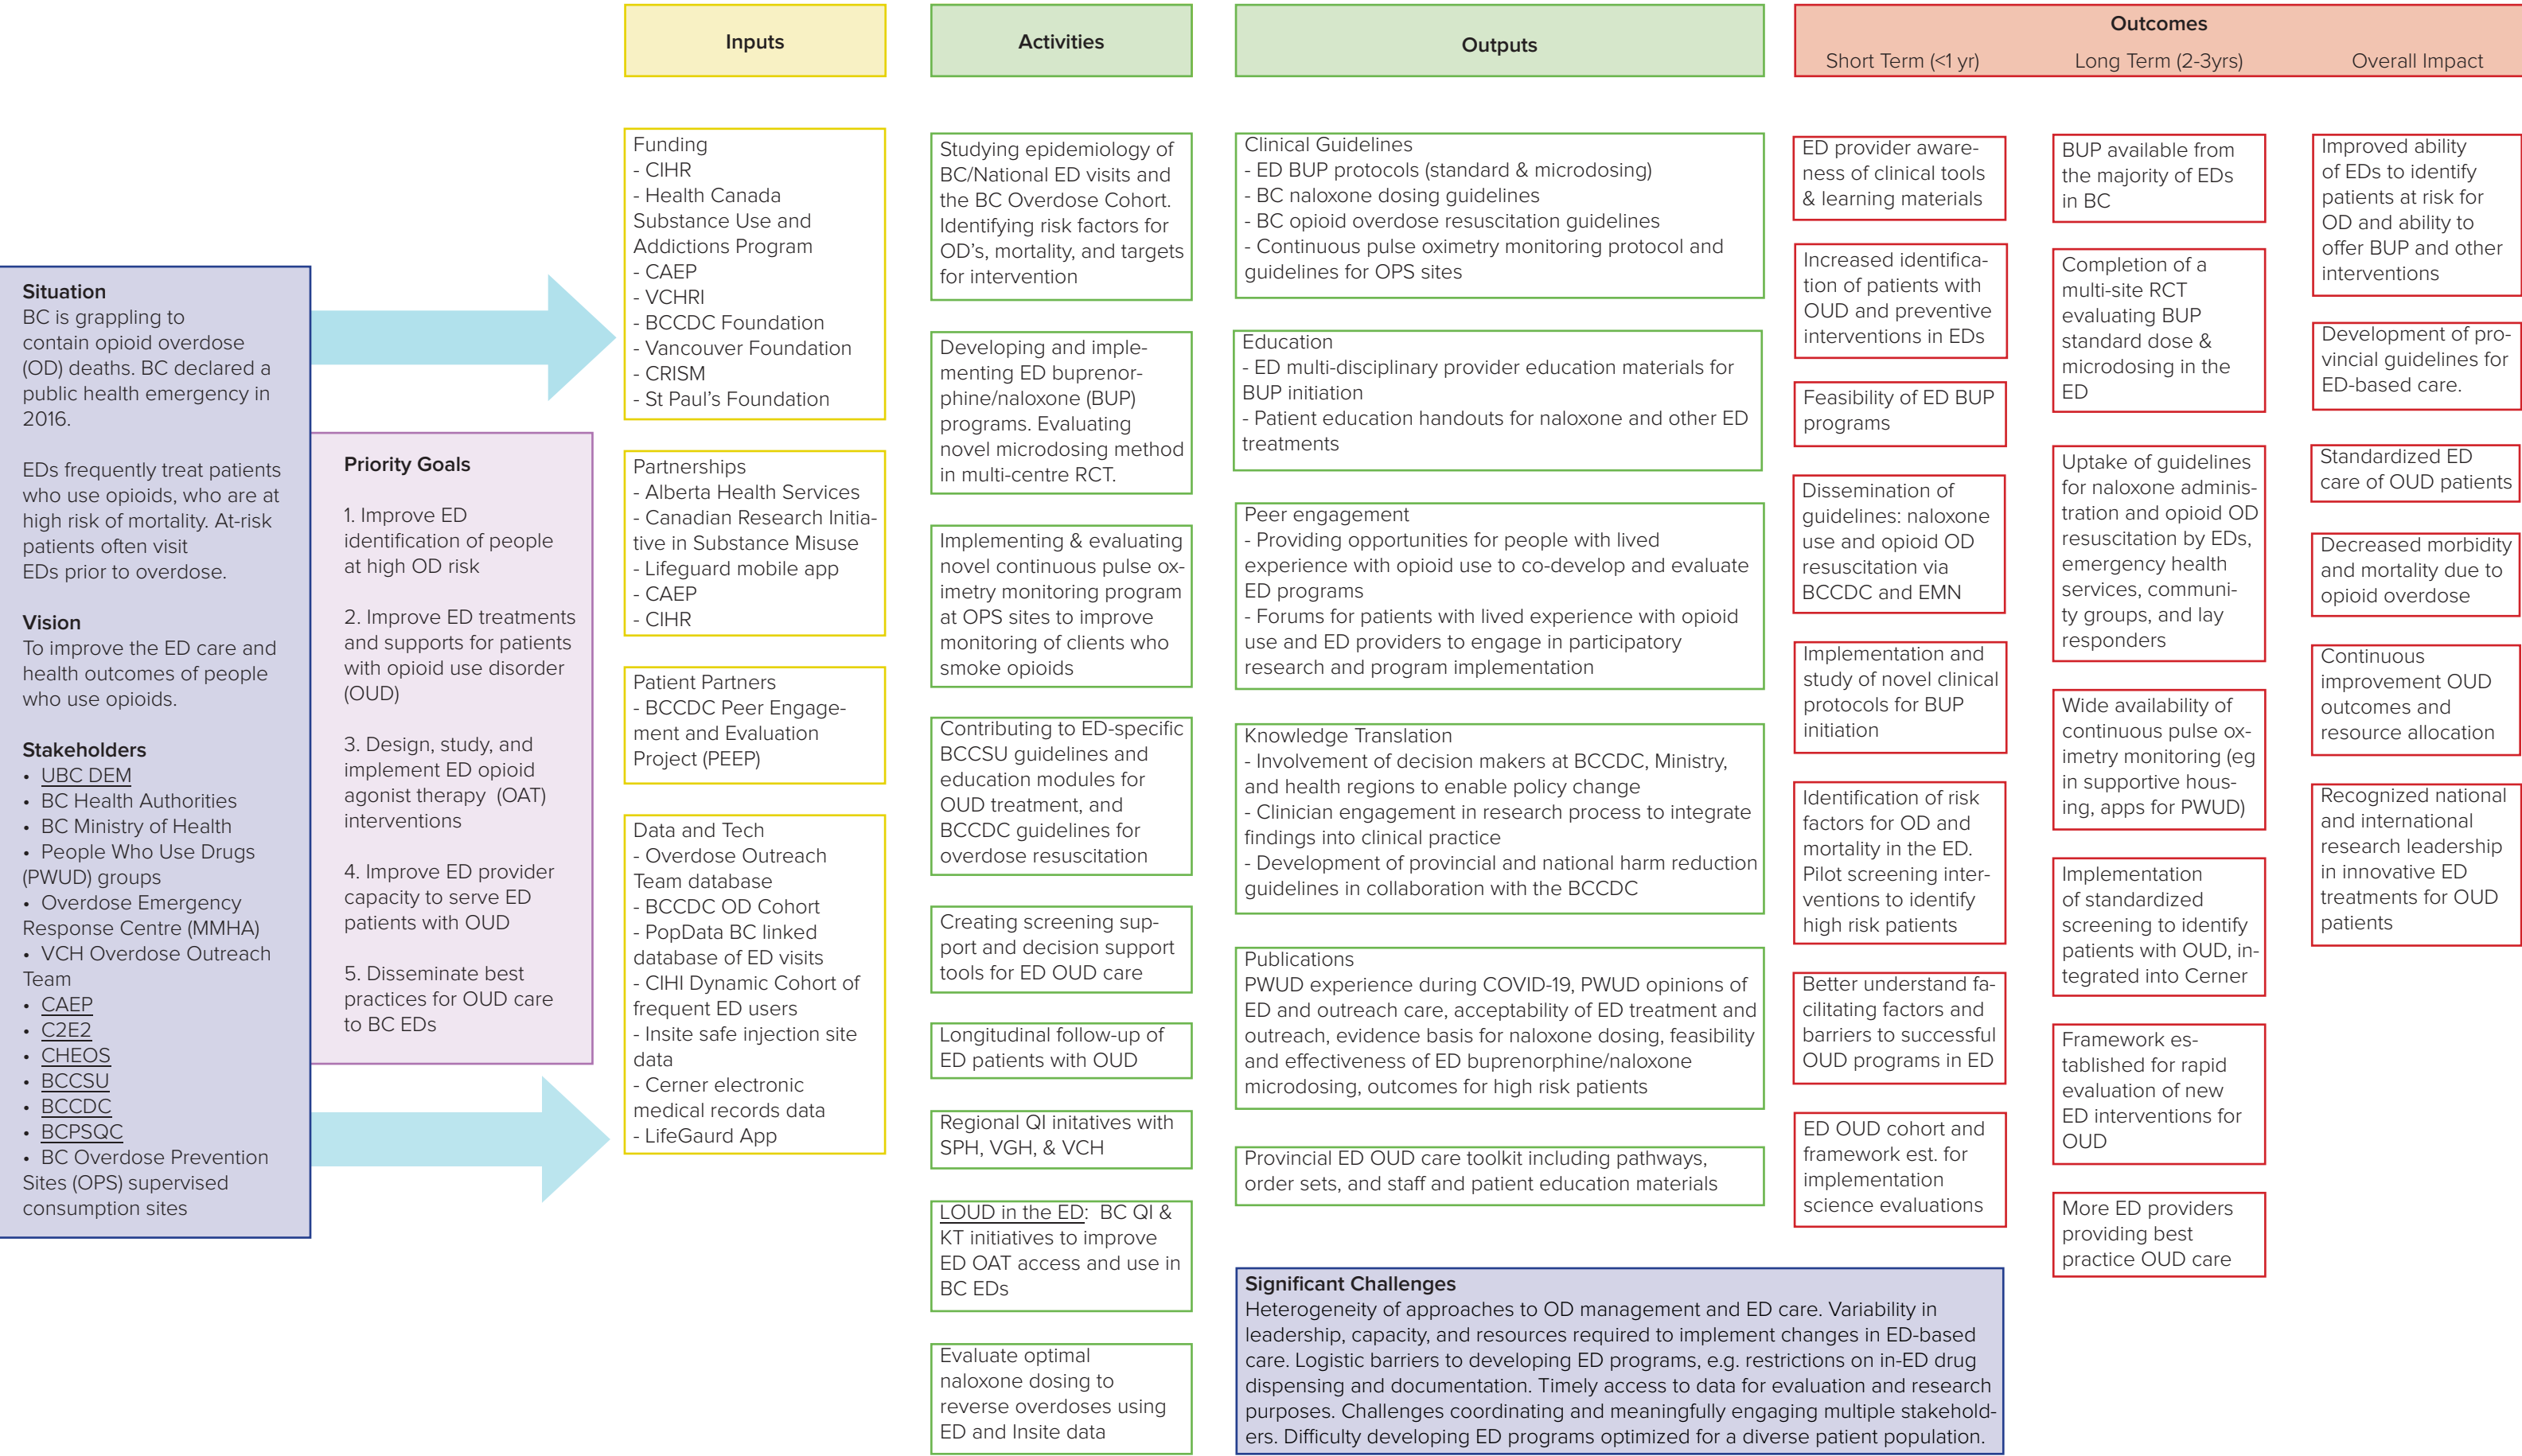 Inputs
Activities
Outputs
Outcomes
Short Term (<1 yr)
Long Term (2-3yrs)
Overall Impact
Situation
BC is grappling to
contain opioid overdose
(OD) deaths. BC declared a
public health emergency in
2016.
EDs frequently treat patients
who use opioids, who are at
high risk of mortality. At-risk
patients often visit
EDs prior to overdose.
Vision
To improve the ED care and
health outcomes of people
who use opioids.
Stakeholders
• UBC DEM
• BC Health Authorities
• BC Ministry of Health
• People Who Use Drugs
(PWUD) groups
• Overdose Emergency
Response Centre (MMHA)
• VCH Overdose Outreach
Team
• CAEP
• C2E2
• CHEOS
• BCCSU
• BCCDC
• BCPSQC
• BC Overdose Prevention
Sites (OPS) supervised
consumption sites
Priority Goals
1. Improve ED
identification of people
at high OD risk
2. Improve ED treatments
and supports for patients
with opioid use disorder
(OUD)
3. Design, study, and
implement ED opioid
agonist therapy (OAT)
interventions
4. Improve ED provider
capacity to serve ED
patients with OUD
5. Disseminate best
practices for OUD care
to BC EDs
Funding
- CIHR
- Health Canada
Substance Use and
Addictions Program
- CAEP
- VCHRI
- BCCDC Foundation
- Vancouver Foundation
- CRISM
- St Paul's Foundation
Partnerships
- Alberta Health Services
- Canadian Research Initia-
tive in Substance Misuse
- Lifeguard mobile app
- CAEP
- CIHR
Patient Partners
- BCCDC Peer Engage-
ment and Evaluation
Project (PEEP)
Data and Tech
- Overdose Outreach
Team database
- BCCDC OD Cohort
- PopData BC linked
database of ED visits
- CIHI Dynamic Cohort of
frequent ED users
- Insite safe injection site
data
- Cerner electronic
medical records data
- LifeGaurd App
Studying epidemiology of
BC/National ED visits and
the BC Overdose Cohort.
Identifying risk factors for
OD's, mortality, and targets
for intervention
Developing and imple-
menting ED buprenor-
phine/naloxone (BUP)
programs. Evaluating
novel microdosing method
in multi-centre RCT.
Implementing & evaluating
novel continuous pulse ox-
imetry monitoring program
at OPS sites to improve
monitoring of clients who
smoke opioids
Contributing to ED-specific
BCCSU guidelines and
education modules for
OUD treatment, and
BCCDC guidelines for
overdose resuscitation
Creating screening sup-
port and decision support
tools for ED OUD care
Longitudinal follow-up of
ED patients with OUD
Regional QI initatives with
SPH, VGH, & VCH
LOUD in the ED: BC QI &
KT initiatives to improve
ED OAT access and use in
BC EDs
Evaluate optimal
naloxone dosing to
reverse overdoses using
ED and Insite data
Clinical Guidelines
- ED BUP protocols (standard & microdosing)
- BC naloxone dosing guidelines
- BC opioid overdose resuscitation guidelines
- Continuous pulse oximetry monitoring protocol and
guidelines for OPS sites
Education
- ED multi-disciplinary provider education materials for
BUP initiation
- Patient education handouts for naloxone and other ED
treatments
Peer engagement
- Providing opportunities for people with lived
experience with opioid use to co-develop and evaluate
ED programs
- Forums for patients with lived experience with opioid
use and ED providers to engage in participatory
research and program implementation
Knowledge Translation
- Involvement of decision makers at BCCDC, Ministry,
and health regions to enable policy change
- Clinician engagement in research process to integrate
findings into clinical practice
- Development of provincial and national harm reduction
guidelines in collaboration with the BCCDC
Publications
PWUD experience during COVID-19, PWUD opinions of
ED and outreach care, acceptability of ED treatment and
outreach, evidence basis for naloxone dosing, feasibility
and effectiveness of ED buprenorphine/naloxone
microdosing, outcomes for high risk patients
Provincial ED OUD care toolkit including pathways,
order sets, and staff and patient education materials
Significant Challenges
Heterogeneity of approaches to OD management and ED care. Variability in
leadership, capacity, and resources required to implement changes in ED-based
care. Logistic barriers to developing ED programs, e.g. restrictions on in-ED drug
dispensing and documentation. Timely access to data for evaluation and research
purposes. Challenges coordinating and meaningfully engaging multiple stakehold-
ers. Difficulty developing ED programs optimized for a diverse patient population.
ED provider aware-
ness of clinical tools
& learning materials
Increased identifica-
tion of patients with
OUD and preventive
interventions in EDs
Feasibility of ED BUP
programs
Dissemination of
guidelines: naloxone
use and opioid OD
resuscitation via
BCCDC and EMN
Implementation and
study of novel clinical
protocols for BUP
initiation
Identification of risk
factors for OD and
mortality in the ED.
Pilot screening inter-
ventions to identify
high risk patients
Better understand fa-
cilitating factors and
barriers to successful
OUD programs in ED
ED OUD cohort and
framework est. for
implementation
science evaluations
BUP available from
the majority of EDs
in BC
Completion of a
multi-site RCT
evaluating BUP
standard dose &
microdosing in the
ED
Uptake of guidelines
for naloxone adminis-
tration and opioid OD
resuscitation by EDs,
emergency health
services, communi-
ty groups, and lay
responders
Wide availability of
continuous pulse ox-
imetry monitoring (eg
in supportive hous-
ing, apps for PWUD)
Implementation
of standardized
screening to identify
patients with OUD, in-
tegrated into Cerner
Framework es-
tablished for rapid
evaluation of new
ED interventions for
OUD
More ED providers
providing best
practice OUD care
Improved ability
of EDs to identify
patients at risk for
OD and ability to
offer BUP and other
interventions
Development of pro-
vincial guidelines for
ED-based care.
Standardized ED
care of OUD patients
Decreased morbidity
and mortality due to
opioid overdose
Continuous
improvement OUD
outcomes and
resource allocation
Recognized national
and international
research leadership
in innovative ED
treatments for OUD
patients